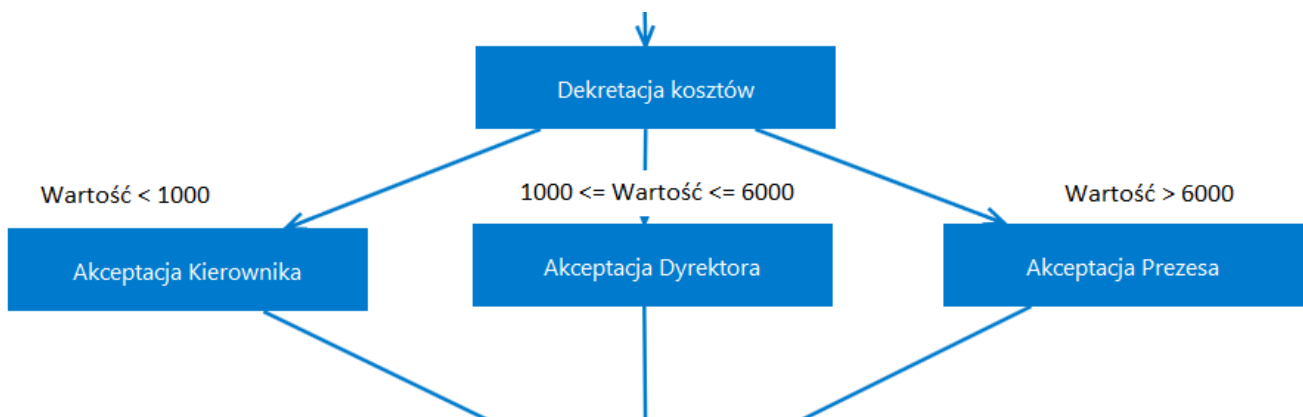 Dekretacja kosztów
Wartość < 1000
1000 <= Wartość <= 6000
Wartość > 6000
Akceptacja Kierownika
Akceptacja Dyrektora
Akceptacja Prezesa